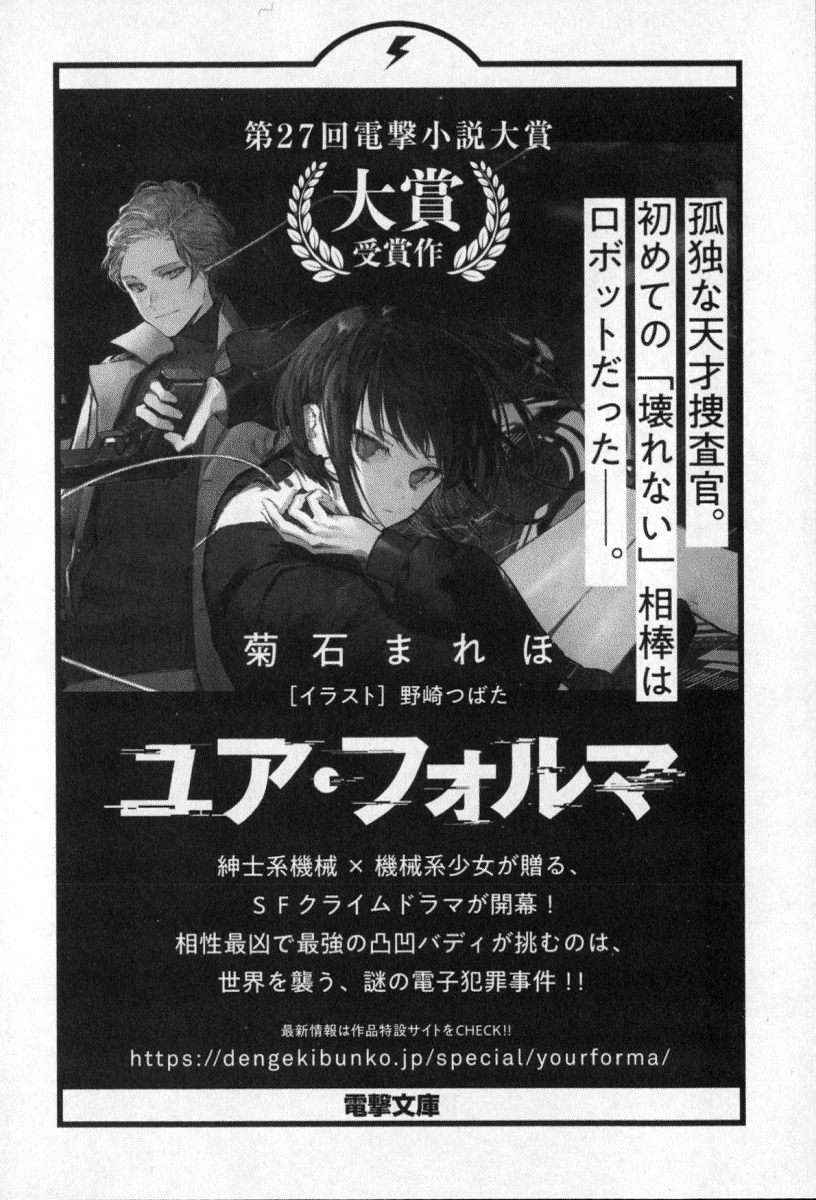 第27回電撃小説大賞
大賞
受賞作
孤独な天才捜査官。
初めての「壊れない」相棒は
ロボットだった――。
菊石まれほ
[イラスト] 野崎つばた
ユア・フォルマ
紳士系機械 × 機械系少女が贈る、
ＳＦクライムドラマが開幕！
相性最凶で最強の凸凹バディが挑むのは、
世界を襲う、謎の電子犯罪事件!!
最新情報は作品特設サイトをCHECK!!
https://dengekibunko.jp/special/yourforma/
電撃文庫